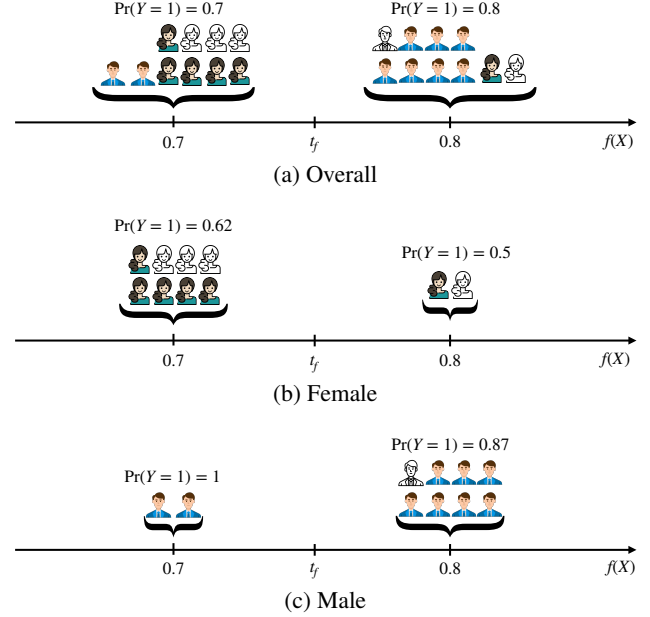 Pr(Y = 1) = 0.7 Pr(Y = 1) = 0.8
0.7 t_f 0.8 f(X)
(a) Overall
Pr(Y = 1) = 0.62 Pr(Y = 1) = 0.5
0.7 t_f 0.8 f(X)
(b) Female
Pr(Y = 1) = 1 Pr(Y = 1) = 0.87
0.7 t_f 0.8 f(X)
(c) Male